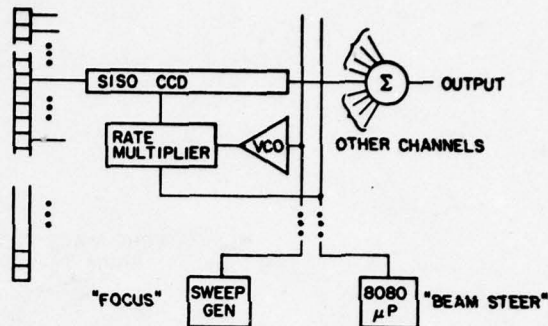 SISO CCD
Σ
OUTPUT
RATE
MULTIPLIER
VCO
OTHER CHANNELS
"FOCUS"
SWEEP
GEN
8080
μP
"BEAM STEER"